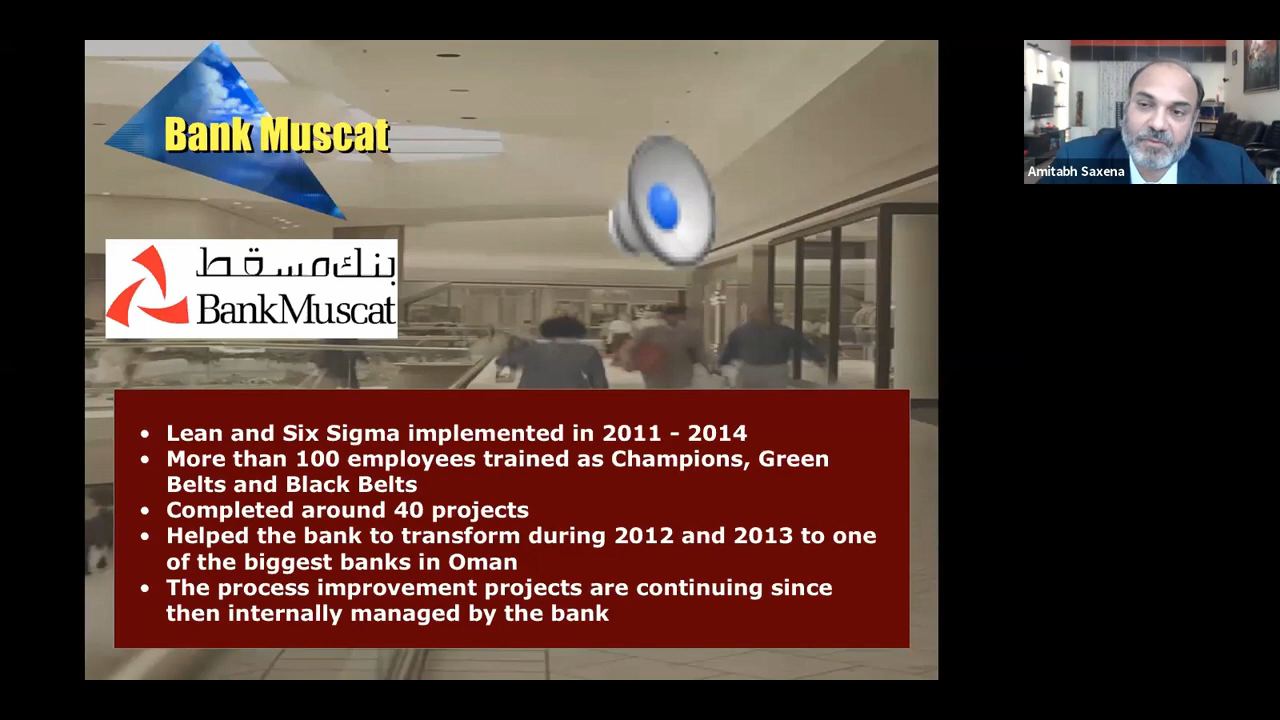 Bank Muscat
بنك مسقط
BankMuscat
Amitabh Saxena
• Lean and Six Sigma implemented in 2011 - 2014
• More than 100 employees trained as Champions, Green
Belts and Black Belts
• Completed around 40 projects
• Helped the bank to transform during 2012 and 2013 to one
of the biggest banks in Oman
• The process improvement projects are continuing since
then internally managed by the bank